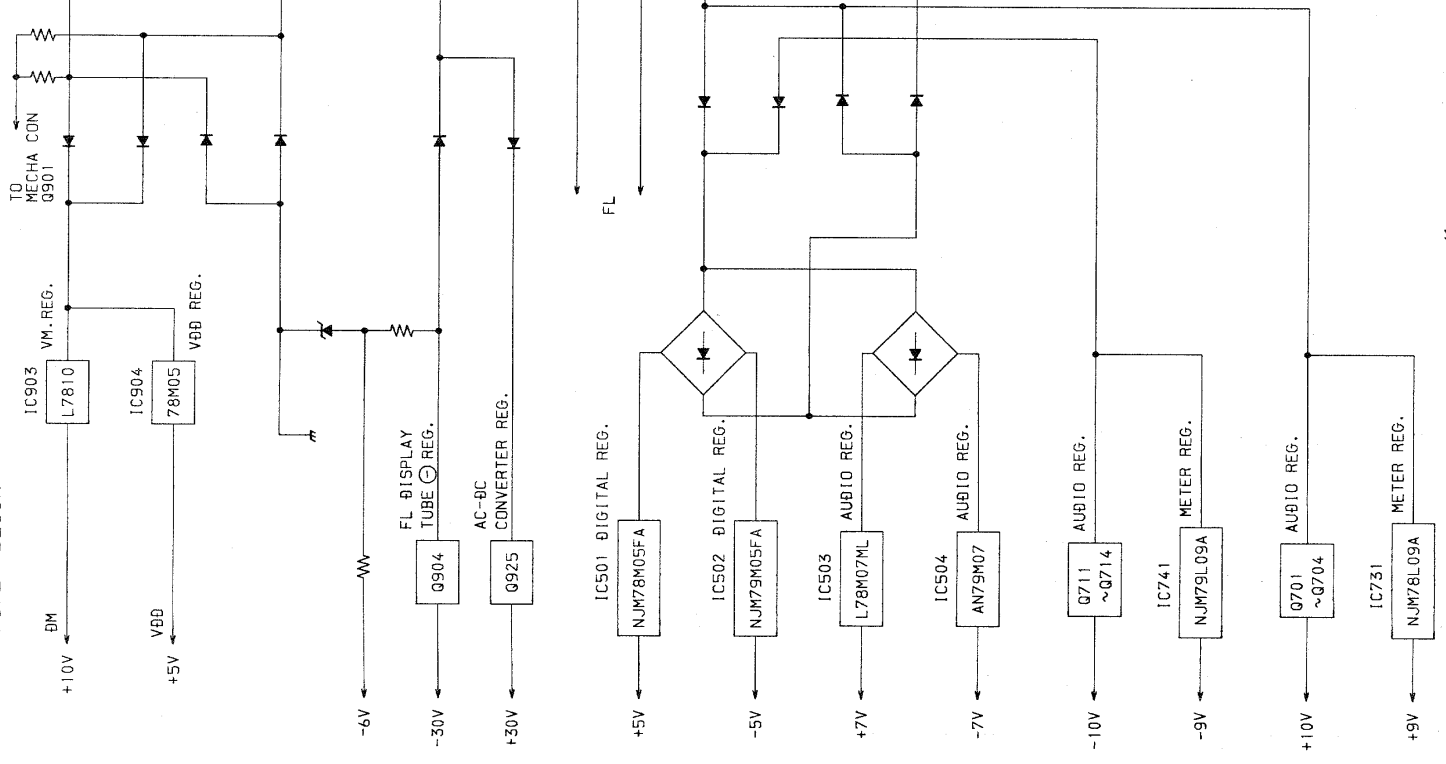 TO
MECHA CON
Q901
IC903
L7810
VM.REG.
DM
+10V
IC904
78M05
VDD REG.
VDD
+5V
-6V
FL DISPLAY
TUBE ⊖ REG.
Q904
-30V
AC-DC
CONVERTER REG.
Q925
+30V
FL
IC501 DIGITAL REG.
NJM78M05FA
+5V
IC502 DIGITAL REG.
NJM79M05FA
-5V
IC503
AUDIO REG.
L78M07ML
+7V
IC504
AUDIO REG.
AN79M07
-7V
AUDIO REG.
Q711
~Q714
-10V
IC741
METER REG.
NJM79L09A
-9V
AUDIO REG.
Q701
~Q704
+10V
IC731
METER REG.
NJM78L09A
+9V